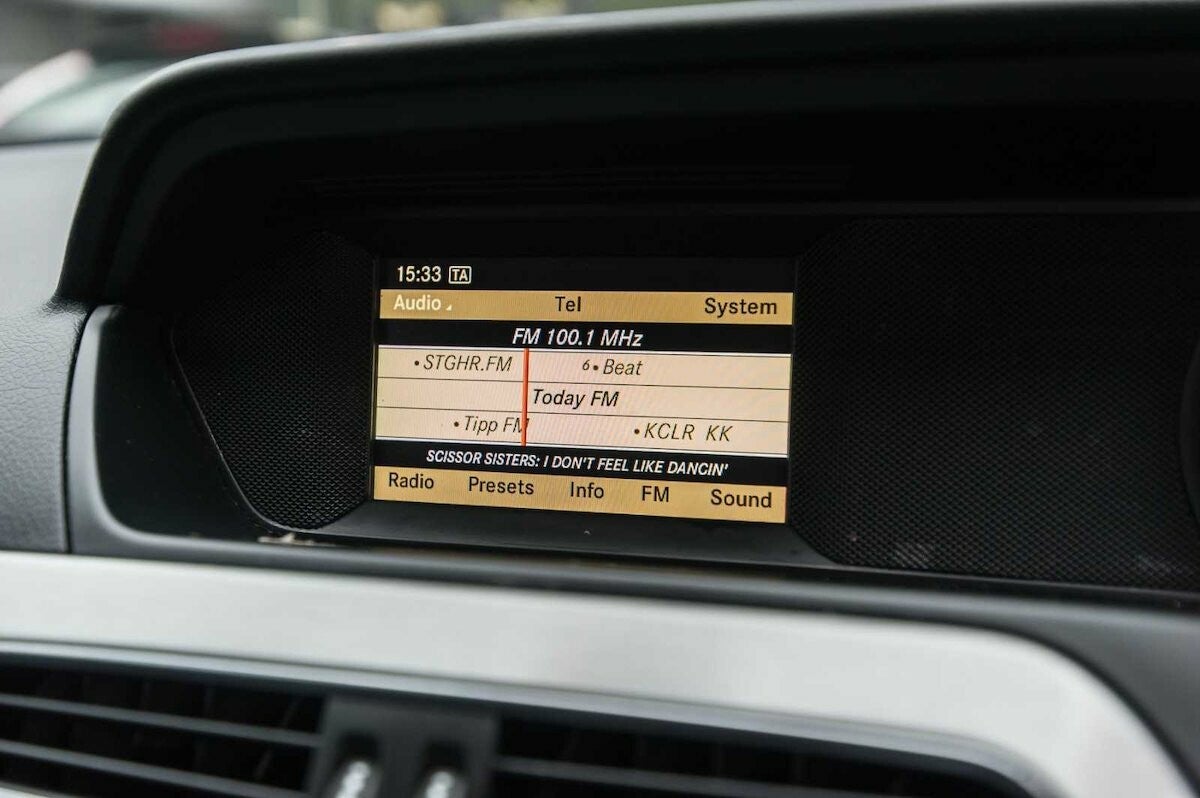 15:33 TA
Audio Tel System
FM 100.1 MHz
•STGHR.FM 6•Beat
Today FM
•Tipp FM •KCLR KK
SCISSOR SISTERS: I DON'T FEEL LIKE DANCIN'
Radio Presets Info FM Sound